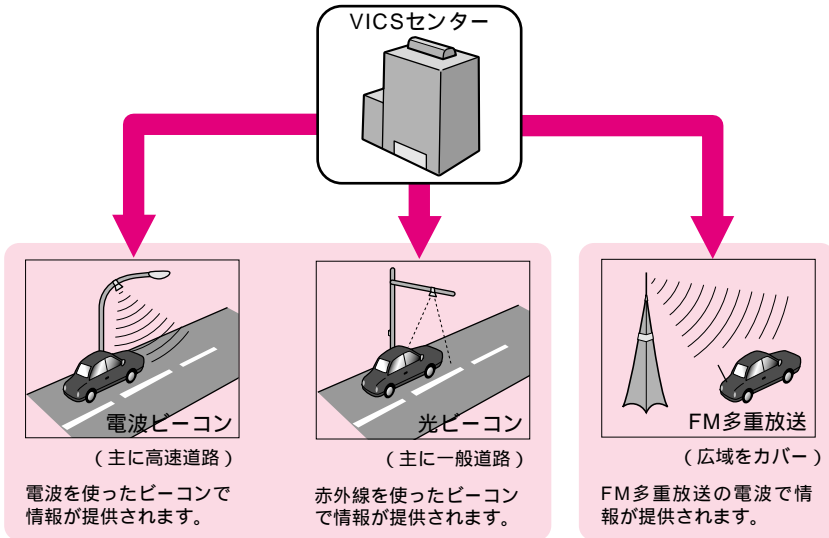 VICSセンター
電波ビーコン
(主に高速道路)
電波を使ったビーコンで
情報が提供されます。
光ビーコン
(主に一般道路)
赤外線を使ったビーコン
で情報が提供されます。
FM多重放送
(広域をカバー)
FM多重放送の電波で情
報が提供されます。